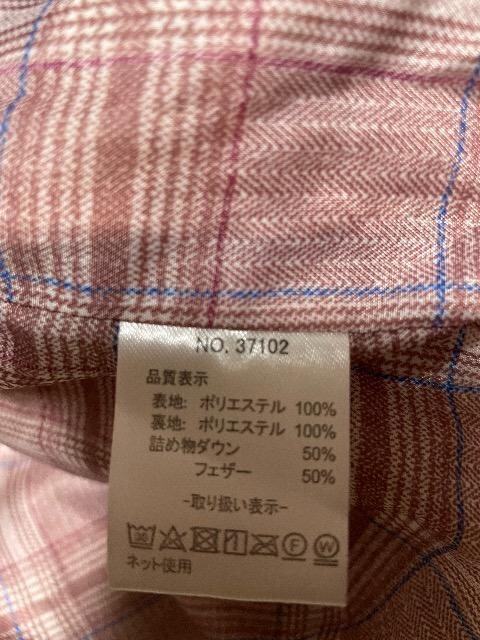 NO. 37102
品質表示
表地: ポリエステル 100%
裏地: ポリエステル 100%
詰め物ダウン 50%
フェザー 50%
-取り扱い表示-
F W
ネット使用